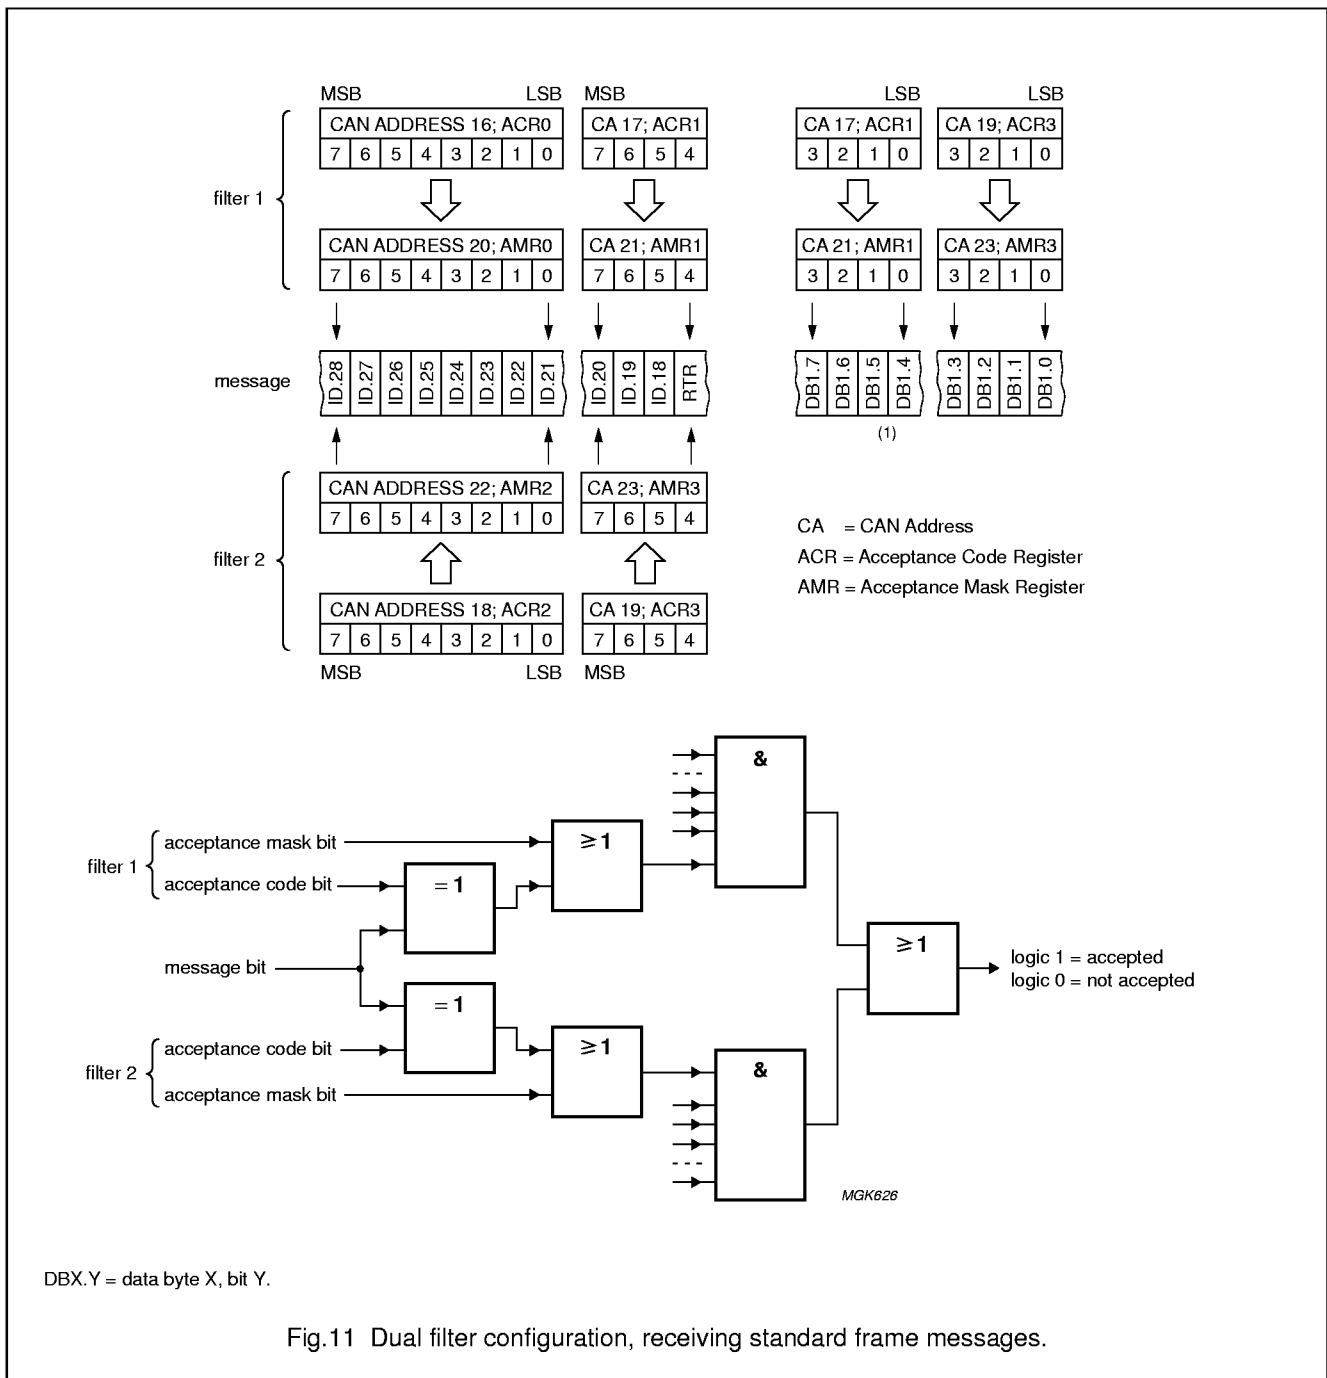 MSB LSB MSB LSB LSB
CAN ADDRESS 16; ACR0 CA 17; ACR1 CA 17; ACR1 CA 19; ACR3
7 6 5 4 3 2 1 0 7 6 5 4 3 2 1 0 3 2 1 0
filter 1
CAN ADDRESS 20; AMR0 CA 21; AMR1 CA 21; AMR1 CA 23; AMR3
7 6 5 4 3 2 1 0 7 6 5 4 3 2 1 0 3 2 1 0
message ID.28 ID.27 ID.26 ID.25 ID.24 ID.23 ID.22 ID.21 ID.20 ID.19 ID.18 RTR DB1.7 DB1.6 DB1.5 DB1.4 DB1.3 DB1.2 DB1.1 DB1.0
(1)
CAN ADDRESS 22; AMR2 CA 23; AMR3
7 6 5 4 3 2 1 0 7 6 5 4
filter 2
CAN ADDRESS 18; ACR2 CA 19; ACR3
7 6 5 4 3 2 1 0 7 6 5 4
MSB LSB MSB
CA = CAN Address
ACR = Acceptance Code Register
AMR = Acceptance Mask Register
&
filter 1
acceptance mask bit
≥1
acceptance code bit
=1
message bit
≥1
logic 1 = accepted
logic 0 = not accepted
=1
filter 2
acceptance code bit
≥1
acceptance mask bit
&
MGK626
DBX.Y = data byte X, bit Y.
Fig.11 Dual filter configuration, receiving standard frame messages.